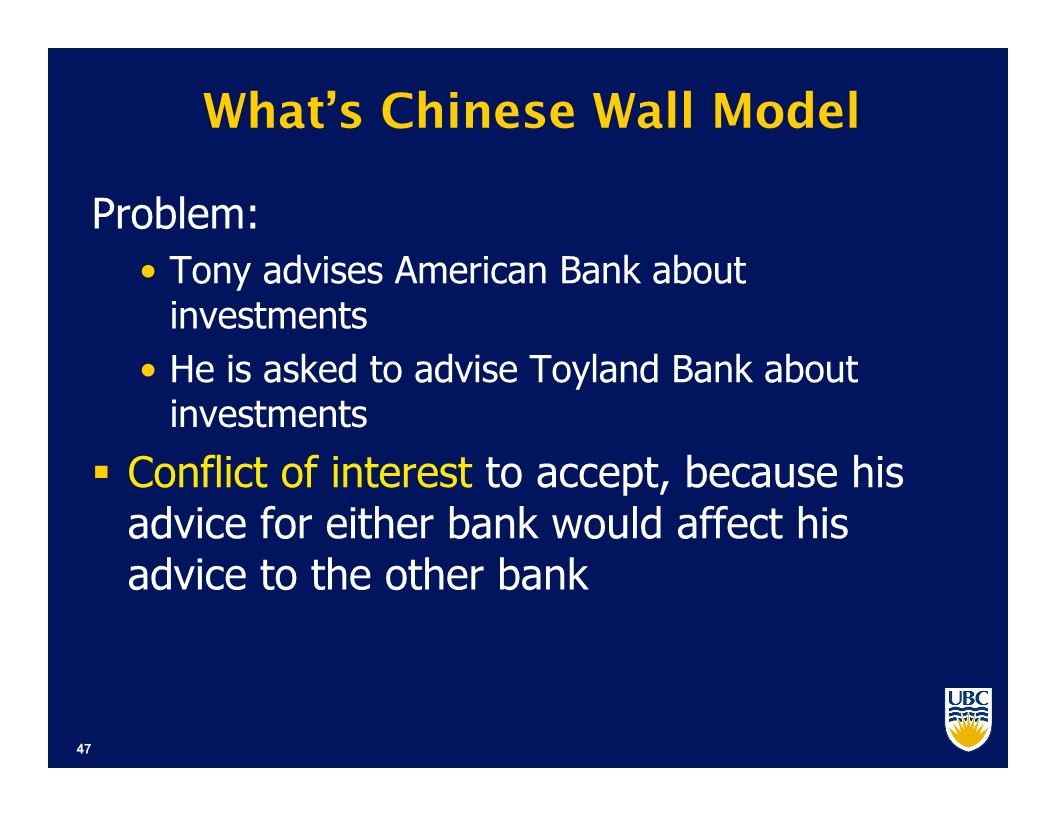 What’s Chinese Wall Model
Problem:
• Tony advises American Bank about
investments
• He is asked to advise Toyland Bank about
investments
▪ Conflict of interest to accept, because his
advice for either bank would affect his
advice to the other bank
UBC
47